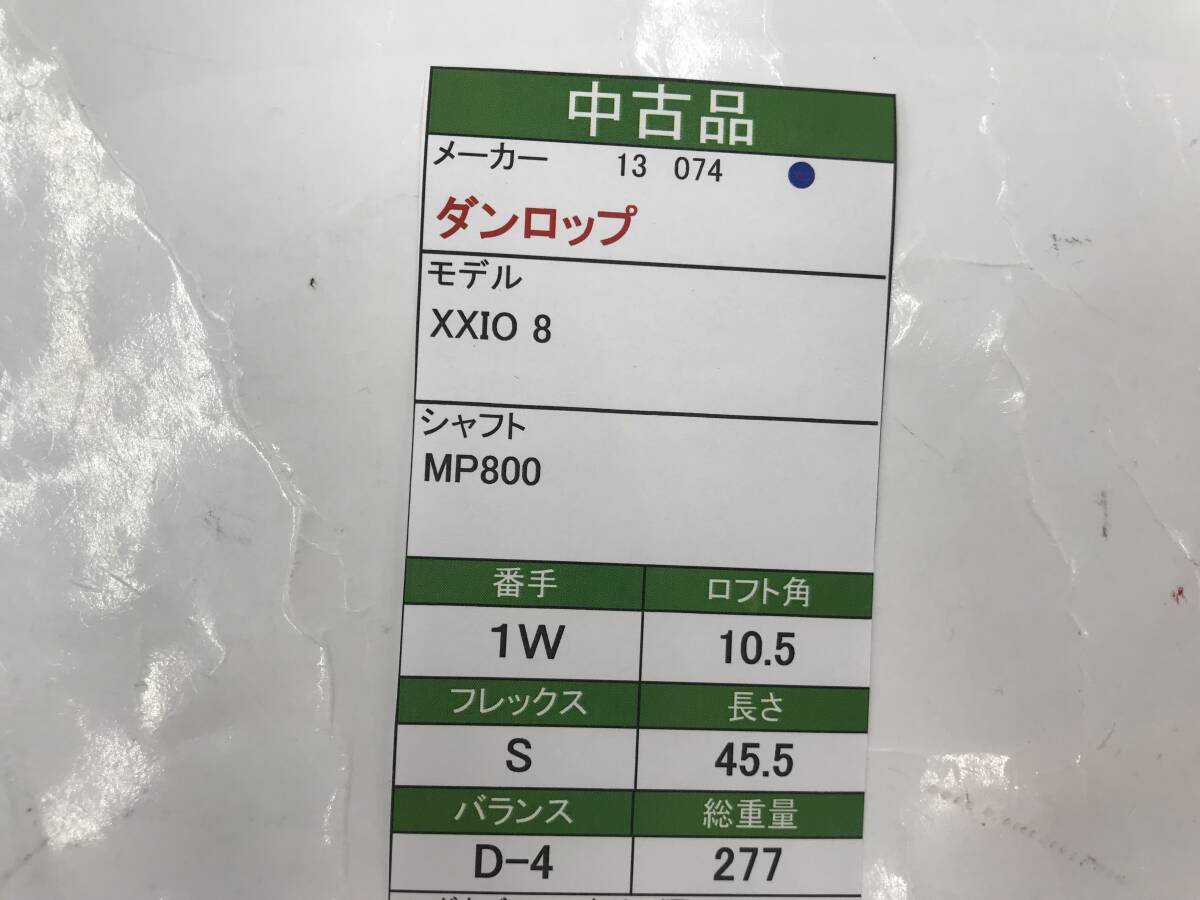 中古品
メーカー 13 074
ダンロップ
モデル
XXIO 8
シャフト
MP800
番手 ロフト角
1W 10.5
フレックス 長さ
S 45.5
バランス 総重量
D-4 277